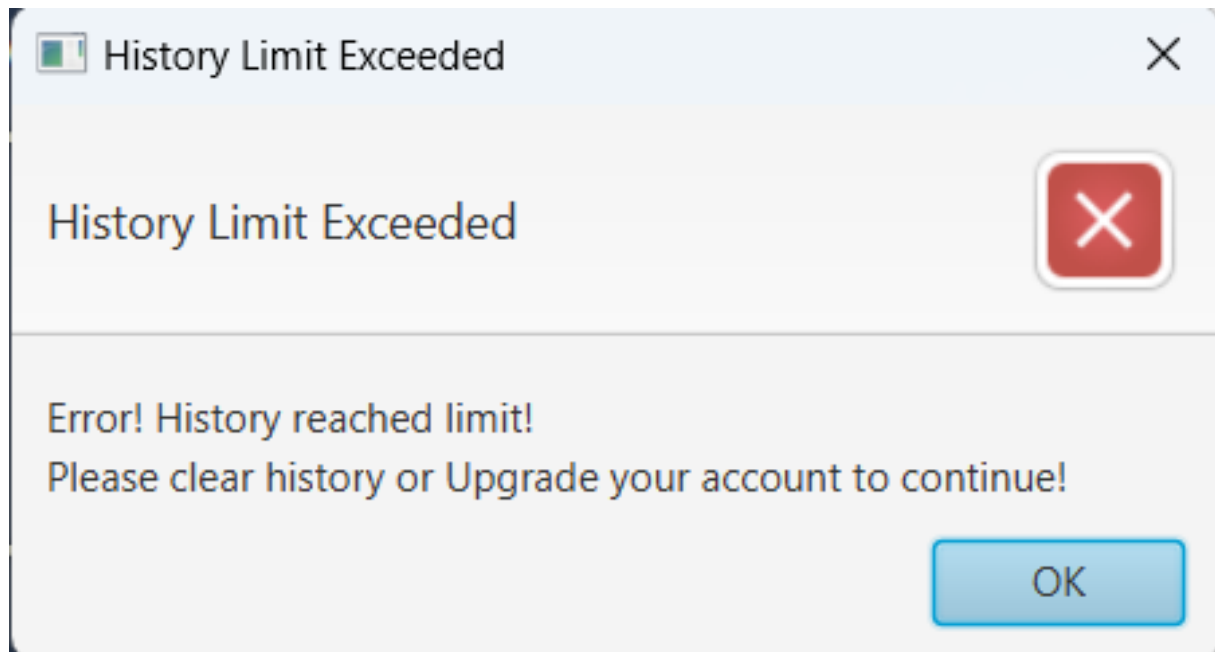 History Limit Exceeded
History Limit Exceeded
Error! History reached limit!
Please clear history or Upgrade your account to continue!
OK